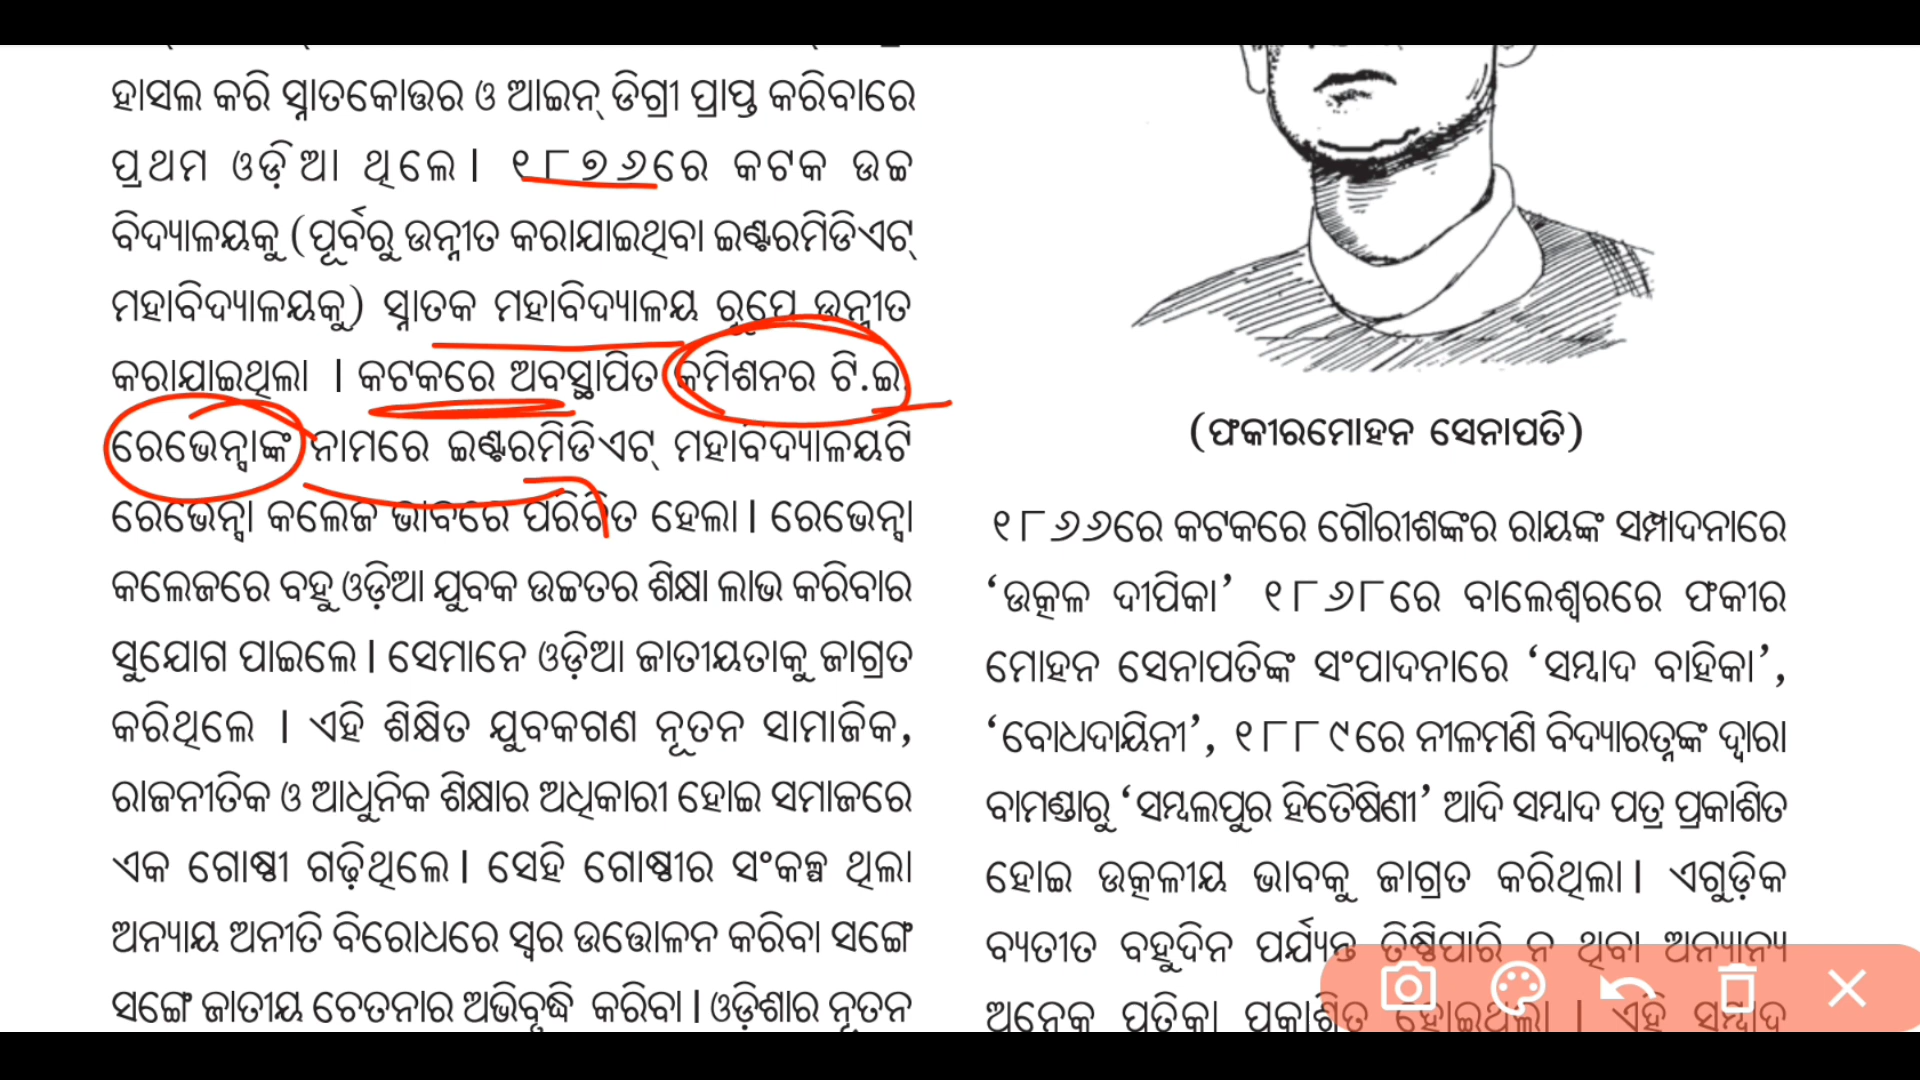 ହାସଲ କରି ସ୍ନାତକୋତ୍ତର ଓ ଆଇନ୍ ଡିଗ୍ରୀ ପ୍ରାପ୍ତ କରିବାରେ
ପ୍ରଥମ ଓଡ଼ିଆ ଥିଲେ। ୧୮୭୬ରେ କଟକ ଉଚ୍ଚ
ବିଦ୍ୟାଳୟକୁ (ପୂର୍ବରୁ ଉନ୍ନୀତ କରାଯାଇଥିବା ଇଣ୍ଟରମିଡିଏଟ୍
ମହାବିଦ୍ୟାଳୟକୁ) ସ୍ନାତକ ମହାବିଦ୍ୟାଳୟ ରୂପେ ଉନ୍ନୀତ
କରାଯାଇଥିଲା । କଟକରେ ଅବସ୍ଥାପିତ କମିଶନର ଟି.ଇ.
ରେଭେନ୍ସାଙ୍କ ନାମରେ ଇଣ୍ଟରମିଡିଏଟ୍ ମହାବିଦ୍ୟାଳୟଟି
ରେଭେନ୍ସା କଲେଜ ଭାବରେ ପରିଚିତ ହେଲା। ରେଭେନ୍ସା
କଲେଜରେ ବହୁ ଓଡ଼ିଆ ଯୁବକ ଉଚ୍ଚତର ଶିକ୍ଷା ଲାଭ କରିବାର
ସୁଯୋଗ ପାଇଲେ। ସେମାନେ ଓଡ଼ିଆ ଜାତୀୟତାକୁ ଜାଗ୍ରତ
କରିଥିଲେ । ଏହି ଶିକ୍ଷିତ ଯୁବକଗଣ ନୂତନ ସାମାଜିକ,
ରାଜନୀତିକ ଓ ଆଧୁନିକ ଶିକ୍ଷାର ଅଧିକାରୀ ହୋଇ ସମାଜରେ
ଏକ ଗୋଷ୍ଠୀ ଗଢ଼ିଥିଲେ। ସେହି ଗୋଷ୍ଠୀର ସଂକଳ୍ପ ଥିଲା
ଅନ୍ୟାୟ ଅନୀତି ବିରୋଧରେ ସ୍ୱର ଉତ୍ତୋଳନ କରିବା ସଙ୍ଗେ
ସଙ୍ଗେ ଜାତୀୟ ଚେତନାର ଅଭିବୃଦ୍ଧି କରିବା। ଓଡ଼ିଶାର ନୂତନ
(ଫକୀରମୋହନ ସେନାପତି)
୧୮୬୬ରେ କଟକରେ ଗୌରୀଶଙ୍କର ରାୟଙ୍କ ସମ୍ପାଦନାରେ
‘ଉତ୍କଳ ଦୀପିକା’ ୧୮୬୮ରେ ବାଲେଶ୍ୱରରେ ଫକୀର
ମୋହନ ସେନାପତିଙ୍କ ସଂପାଦନାରେ ‘ସମ୍ବାଦ ବାହିକା’,
‘ବୋଧଦାୟିନୀ’, ୧୮୮୯ରେ ନୀଳମଣି ବିଦ୍ୟାରତ୍ନଙ୍କ ଦ୍ୱାରା
ବାମଣ୍ଡାରୁ ‘ସମ୍ବଲପୁର ହିତୈଷିଣୀ’ ଆଦି ସମ୍ବାଦ ପତ୍ର ପ୍ରକାଶିତ
ହୋଇ ଉତ୍କଳୀୟ ଭାବକୁ ଜାଗ୍ରତ କରିଥିଲା। ଏଗୁଡ଼ିକ
ବ୍ୟତୀତ ବହୁଦିନ ପର୍ଯ୍ୟନ୍ତ ତିଷ୍ଠିପାରି ନ ଥିବା ଅନ୍ୟାନ୍ୟ
ଅନେକ ପତ୍ରିକା ପ୍ରକାଶିତ ହୋଇଥିଲା । ଏହି ସମ୍ବାଦ